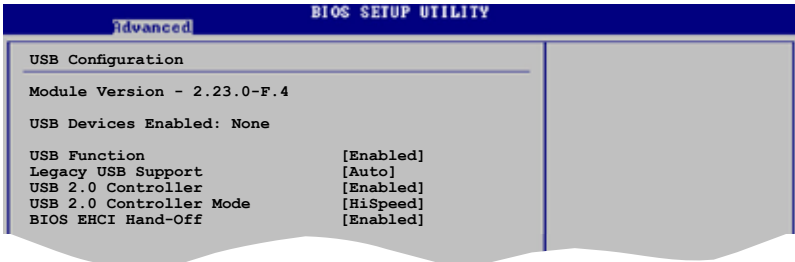 BIOS SETUP UTILITY
Advanced
USB Configuration
Module Version - 2.23.0-F.4
USB Devices Enabled: None
USB Function [Enabled]
Legacy USB Support [Auto]
USB 2.0 Controller [Enabled]
USB 2.0 Controller Mode [HiSpeed]
BIOS EHCI Hand-Off [Enabled]